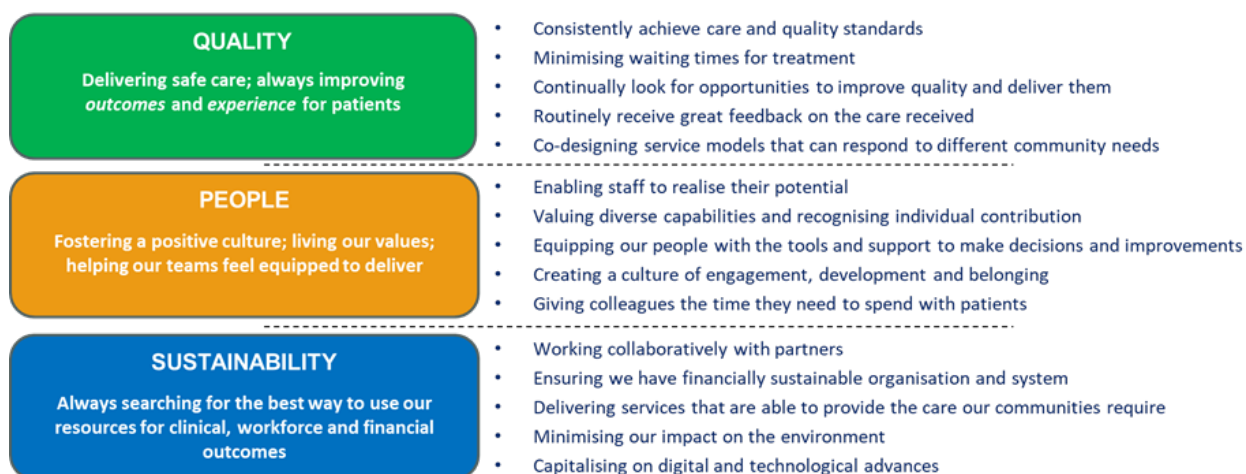 QUALITY
Delivering safe care; always improving
outcomes and experience for patients
• Consistently achieve care and quality standards
• Minimising waiting times for treatment
• Continually look for opportunities to improve quality and deliver them
• Routinely receive great feedback on the care received
• Co-designing service models that can respond to different community needs
PEOPLE
Fostering a positive culture; living our values;
helping our teams feel equipped to deliver
• Enabling staff to realise their potential
• Valuing diverse capabilities and recognising individual contribution
• Equipping our people with the tools and support to make decisions and improvements
• Creating a culture of engagement, development and belonging
• Giving colleagues the time they need to spend with patients
SUSTAINABILITY
Always searching for the best way to use our
resources for clinical, workforce and financial
outcomes
• Working collaboratively with partners
• Ensuring we have financially sustainable organisation and system
• Delivering services that are able to provide the care our communities require
• Minimising our impact on the environment
• Capitalising on digital and technological advances